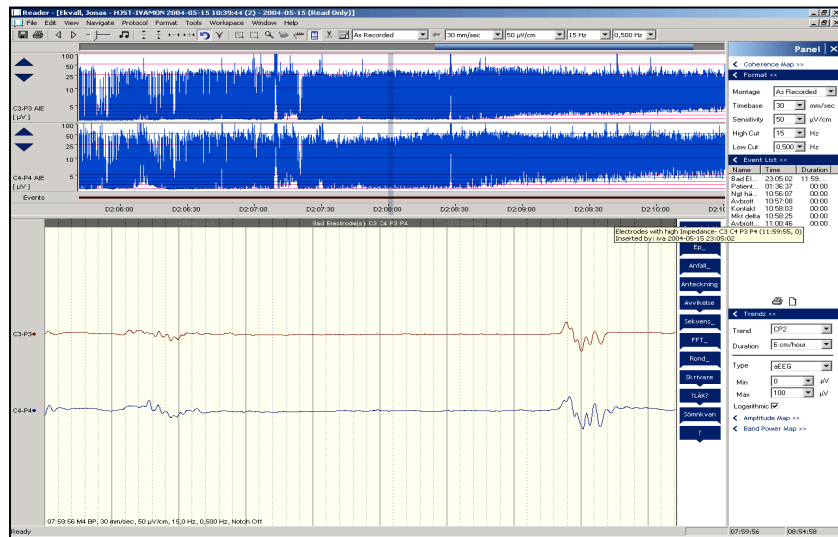 Reader - [Ekvall, Jonas - HJST-IVAMON 2004-05-15 10:39:44 (2) - 2004-05-15 (Read Only)]
File Edit View Navigate Protocol Format Tools Workspace Window Help
As Recorded 30 mm/sec 50 µV/cm 15 Hz 0,500 Hz
Panel X
Coherence Map >>
Format <<
Montage As Recorded
Timebase 30 mm/sec
Sensitivity 50 µV/cm
High Cut 15 Hz
Low Cut 0,500 Hz
Event List <<
Name Time Duration
Bad El... 23:05:02 11:59:...
Patient... 01:36:37 00:00
Ngt hä... 10:56:07 00:00
Avbrott 10:57:08 00:00
Kontakt 10:58:03 00:00
Mkt delta 10:58:25 00:00
Avbrott... 11:00:46 00:00
100
50
25
10
5
C3-P3 AIE
[ µV ]
100
50
25
10
5
C4-P4 AIE
[ µV ]
Events
D2:06:00 D2:06:30 D2:07:00 D2:07:30 D2:08:00 D2:08:30 D2:09:00 D2:09:30 D2:10:00 D2:10
Bad Electrode(s) C3 C4 P3 P4
Electrodes with high Impedance- C3 C4 P3 P4 (11:59:55, 0)
Inserted by: iva 2004-05-15 23:05:02
Ep_
Anfall_
Anteckning
Avvikelse
Sekvens_
FFT_
Rond_
Skrivare
?LÄK?
Sömnkvan
?
C3-P3
C4-P4
Trends <<
Trend CP2
Duration 6 cm/hour
Type aEEG
Min 0 µV
Max 100 µV
Logarithmic
Amplitude Map >>
Band Power Map >>
07:59:56 M4 BP, 30 mm/sec, 50 µV/cm, 15,0 Hz, 0,500 Hz, Notch Off
Ready
07:59:56 08:54:58